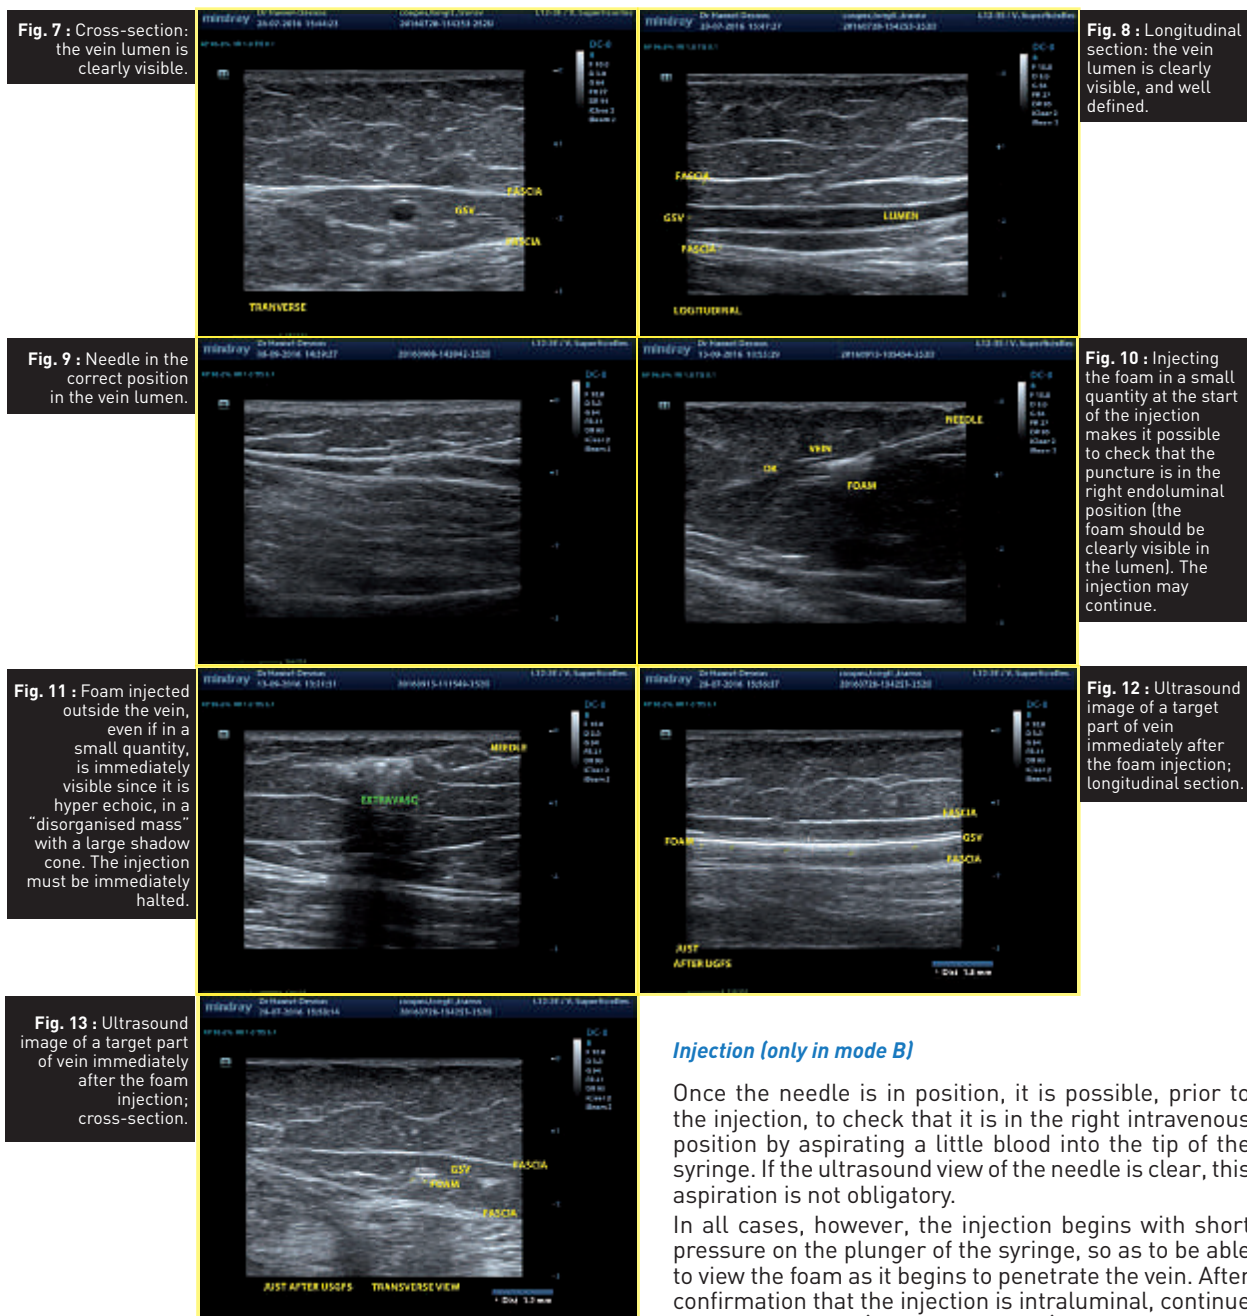 Fig. 7 : Cross-section:
the vein lumen is
clearly visible.
mindray
FASCIA
GSV
FASCIA
TRANVERSE
mindray
FASCIA
GSV
LUMEN
FASCIA
LOGITUDINAL
Fig. 8 : Longitudinal
section: the vein
lumen is clearly
visible, and well
defined.
Fig. 9 : Needle in the
correct position
in the vein lumen.
mindray
mindray
NEEDLE
VEIN
OK
FOAM
Fig. 10 : Injecting
the foam in a small
quantity at the start
of the injection
makes it possible
to check that the
puncture is in the
right endoluminal
position (the
foam should be
clearly visible in
the lumen). The
injection may
continue.
Fig. 11 : Foam injected
outside the vein,
even if in a
small quantity,
is immediately
visible since it is
hyper echoic, in a
“disorganised mass”
with a large shadow
cone. The injection
must be immediately
halted.
mindray
NEEDLE
EXTRAVASC
mindray
FASCIA
FOAM
GSV
FASCIA
JUST
AFTER UGFS
Dist 1.8 mm
Fig. 12 : Ultrasound
image of a target
part of vein
immediately after
the foam injection;
longitudinal section.
Fig. 13 : Ultrasound
image of a target part
of vein immediately
after the foam
injection;
cross-section.
mindray
GSV
FASCIA
FOAM
FASCIA
JUST AFTER USGFS TRANSVERSE VIEW
Injection (only in mode B)
Once the needle is in position, it is possible, prior to
the injection, to check that it is in the right intravenous
position by aspirating a little blood into the tip of the
syringe. If the ultrasound view of the needle is clear, this
aspiration is not obligatory.
In all cases, however, the injection begins with short
pressure on the plunger of the syringe, so as to be able
to view the foam as it begins to penetrate the vein. After
confirmation that the injection is intraluminal, continue